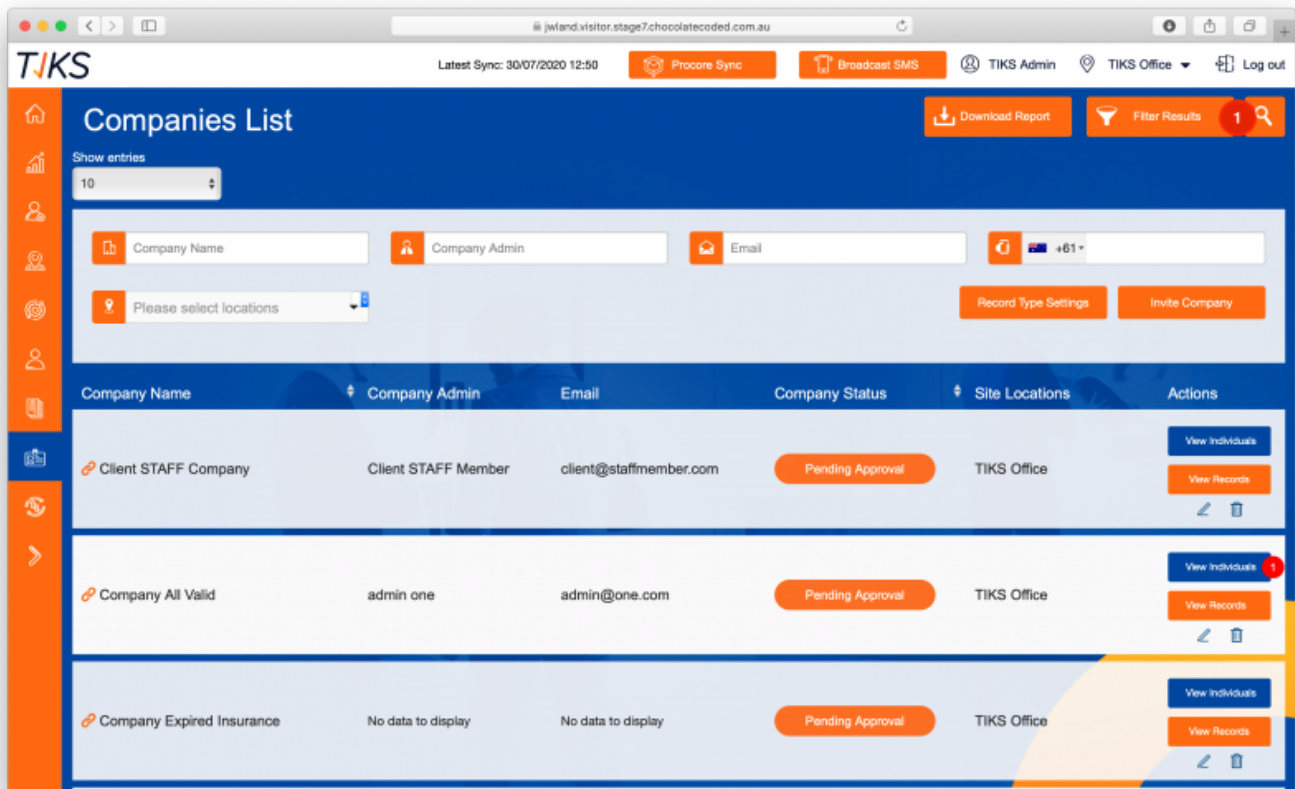 jwland.visitor.stage7.chocolatecoded.com.au
TIKS
Latest Sync: 30/07/2020 12:50
Procore Sync
Broadcast SMS
TIKS Admin
TIKS Office
Log out
Companies List
Download Report
Filter Results
1
Show entries
10
Company Name
Company Admin
Email
+61
Please select locations
Record Type Settings
Invite Company
Company Name Company Admin Email Company Status Site Locations Actions
View Individuals
Client STAFF Company Client STAFF Member client@staffmember.com Pending Approval TIKS Office
View Records
View Individuals 1
Company All Valid admin one admin@one.com Pending Approval TIKS Office
View Records
View Individuals
Company Expired Insurance No data to display No data to display Pending Approval TIKS Office
View Records